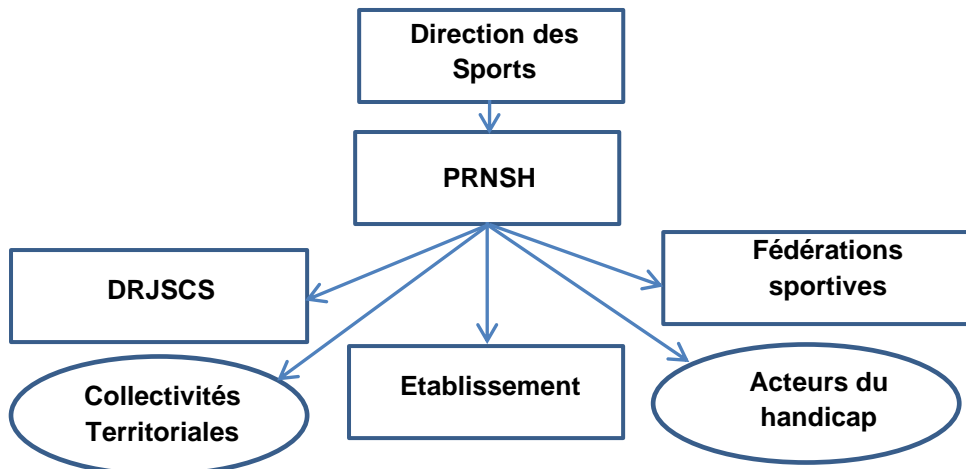 Direction des
Sports
PRNSH
DRJSCS
Fédérations
sportives
Collectivités
Territoriales
Etablissement
Acteurs du
handicap